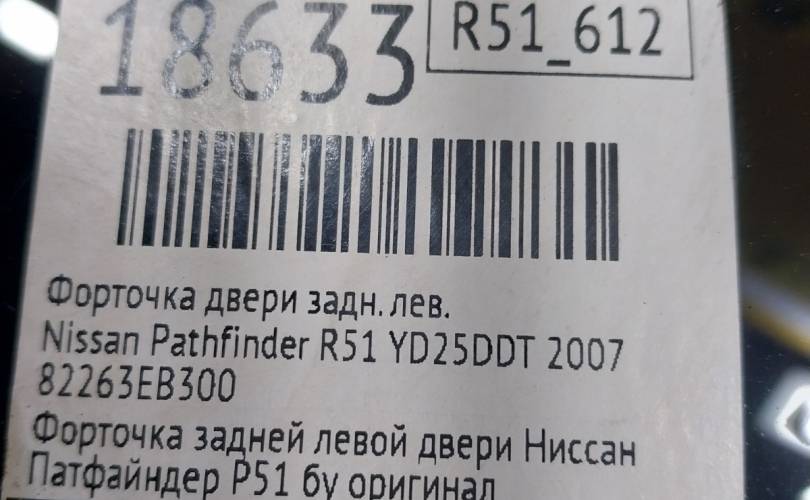 18633
R51_612
Форточка двери задн. лев.
Nissan Pathfinder R51 YD25DDT 2007
82263EB300
Форточка задней левой двери Ниссан
Патфайндер Р51 бу оригинал